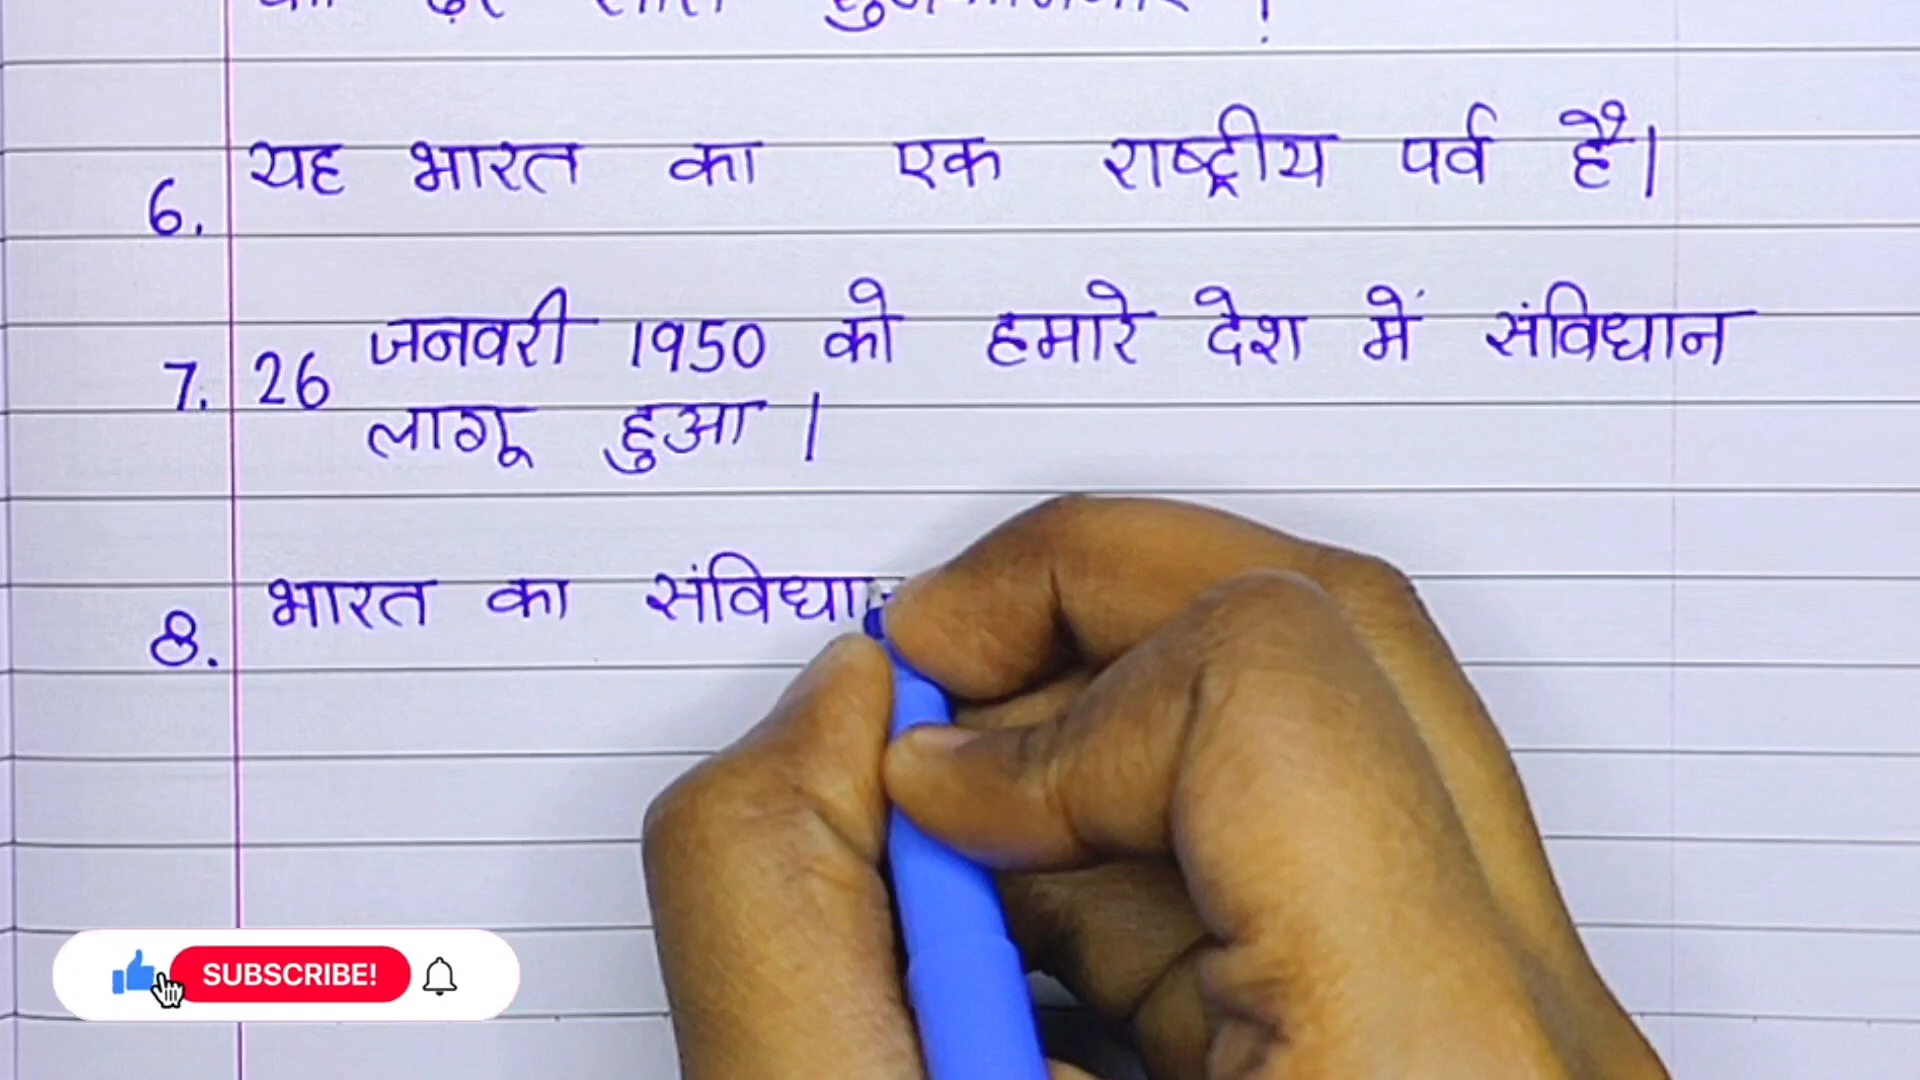 6. यह भारत का एक राष्ट्रीय पर्व है।
7. 26 जनवरी 1950 को हमारे देश में संविधान
लागू हुआ।
8. भारत का संविधान
SUBSCRIBE!